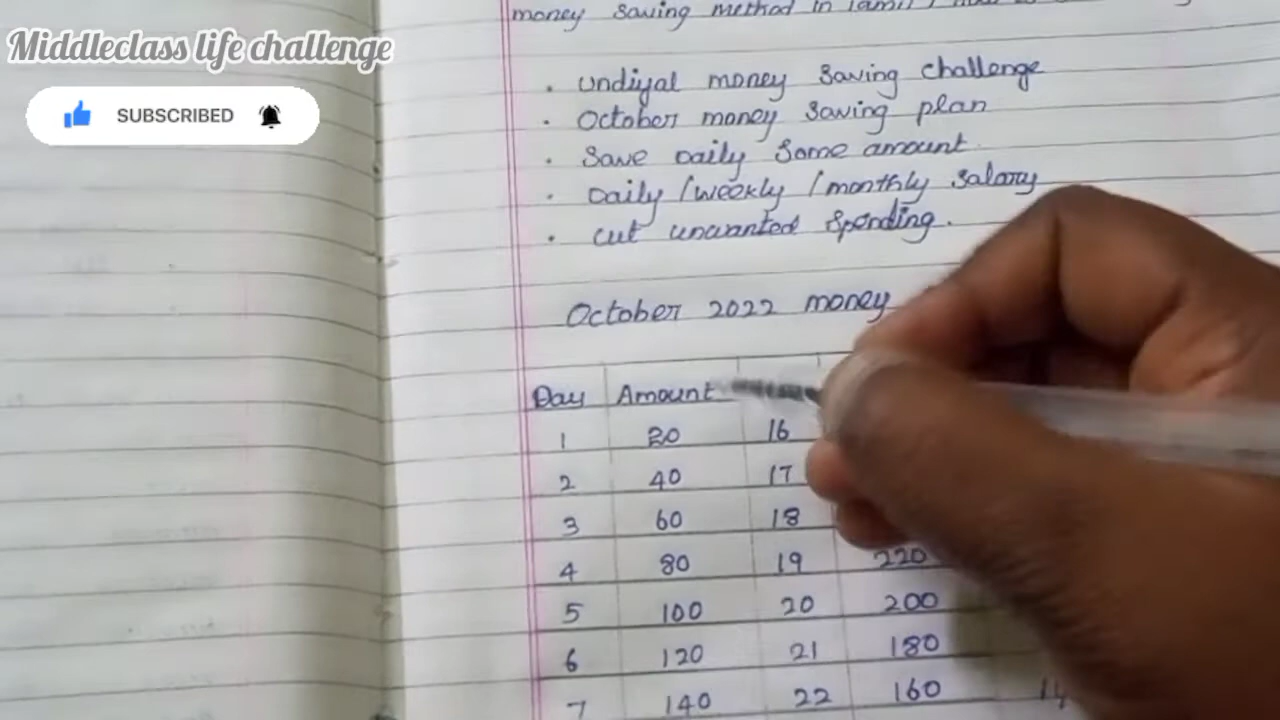 Middleclass life challenge
SUBSCRIBED
money saving method in Tamil /
• undiyal money saving challenge
• October money saving plan
• Save Daily Some amount
• Daily / weekly / monthly salary
• cut unwanted spending.
October 2022 money
Day Amount
1 20 16
2 40 17
3 60 18
4 80 19 220
5 100 20 200
6 120 21 180
7 140 22 160